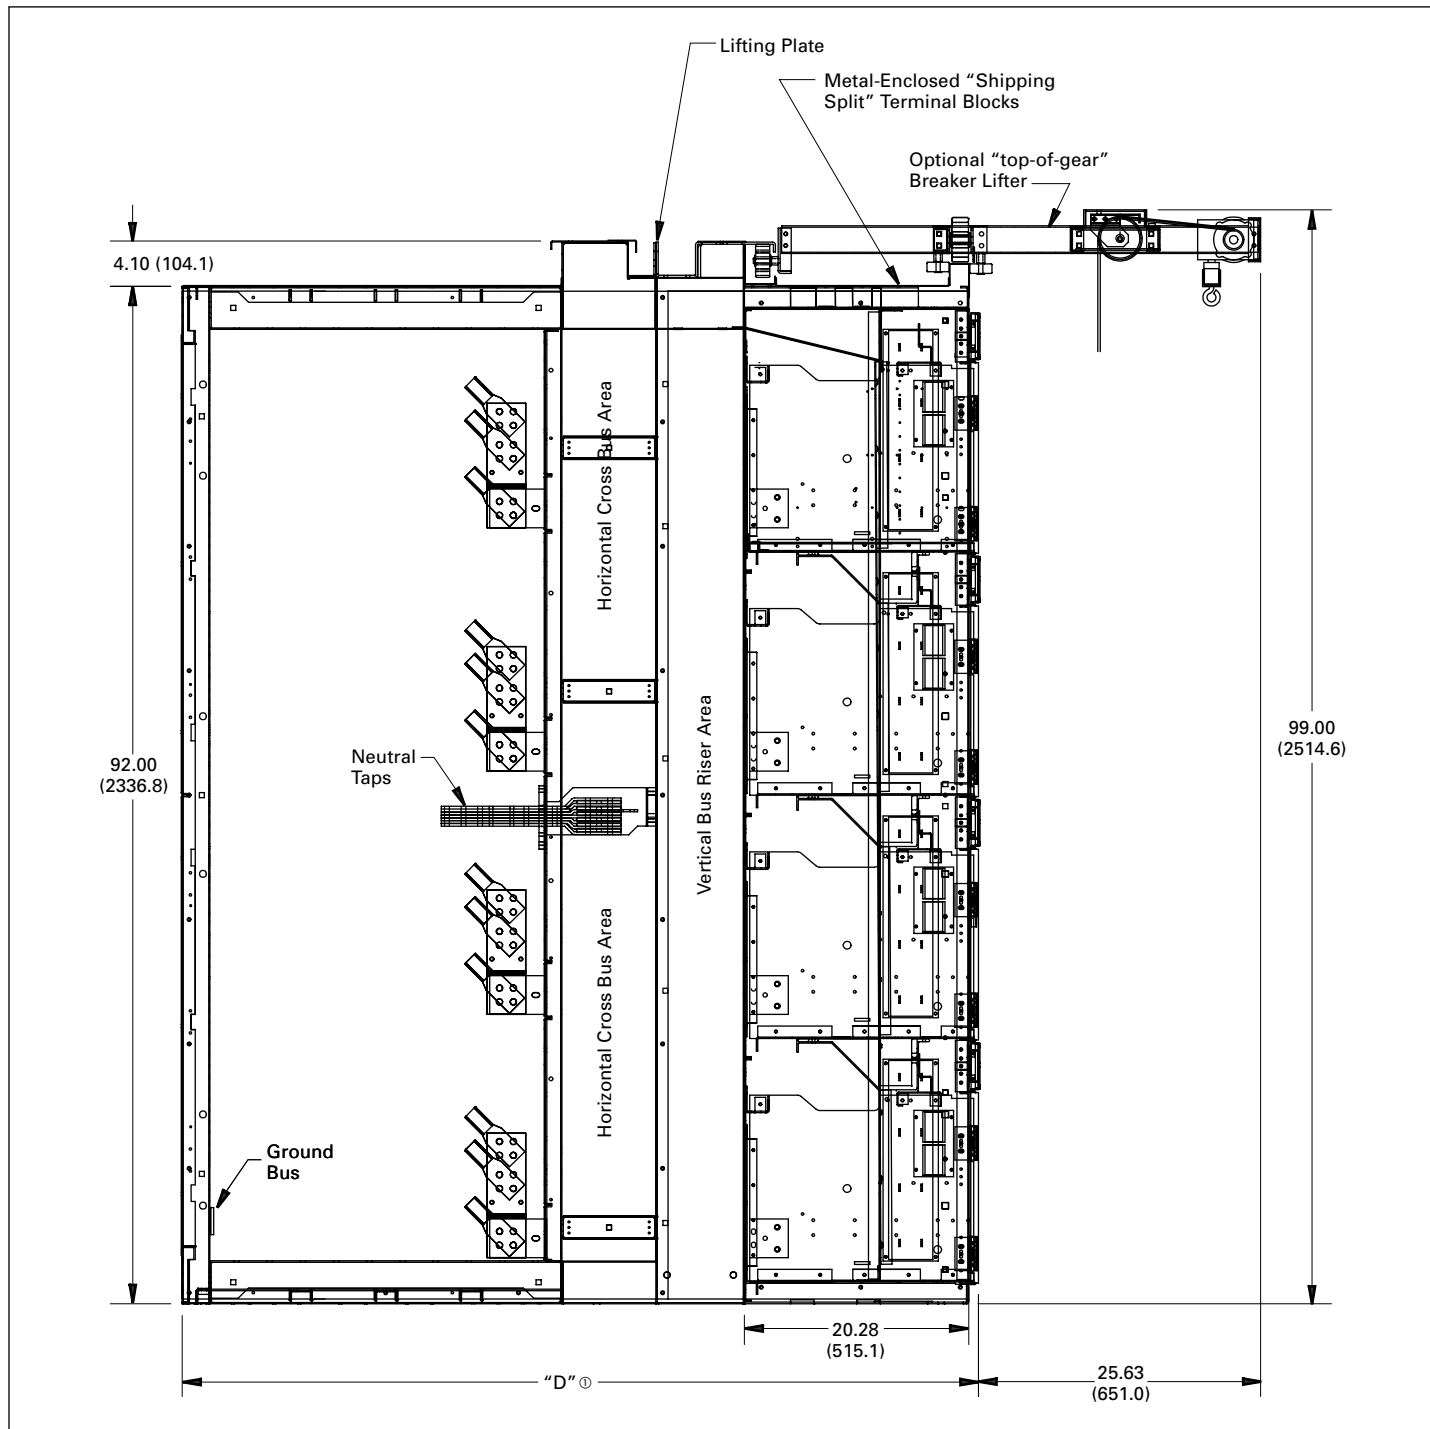 Lifting Plate
Metal-Enclosed “Shipping
Split” Terminal Blocks
Optional “top-of-gear”
Breaker Lifter
4.10 (104.1)
Horizontal Cross Bus Area
Vertical Bus Riser Area
99.00
(2514.6)
92.00
(2336.8)
Neutral
Taps
Horizontal Cross Bus Area
Ground
Bus
20.28
(515.1)
“D” ①
25.63
(651.0)